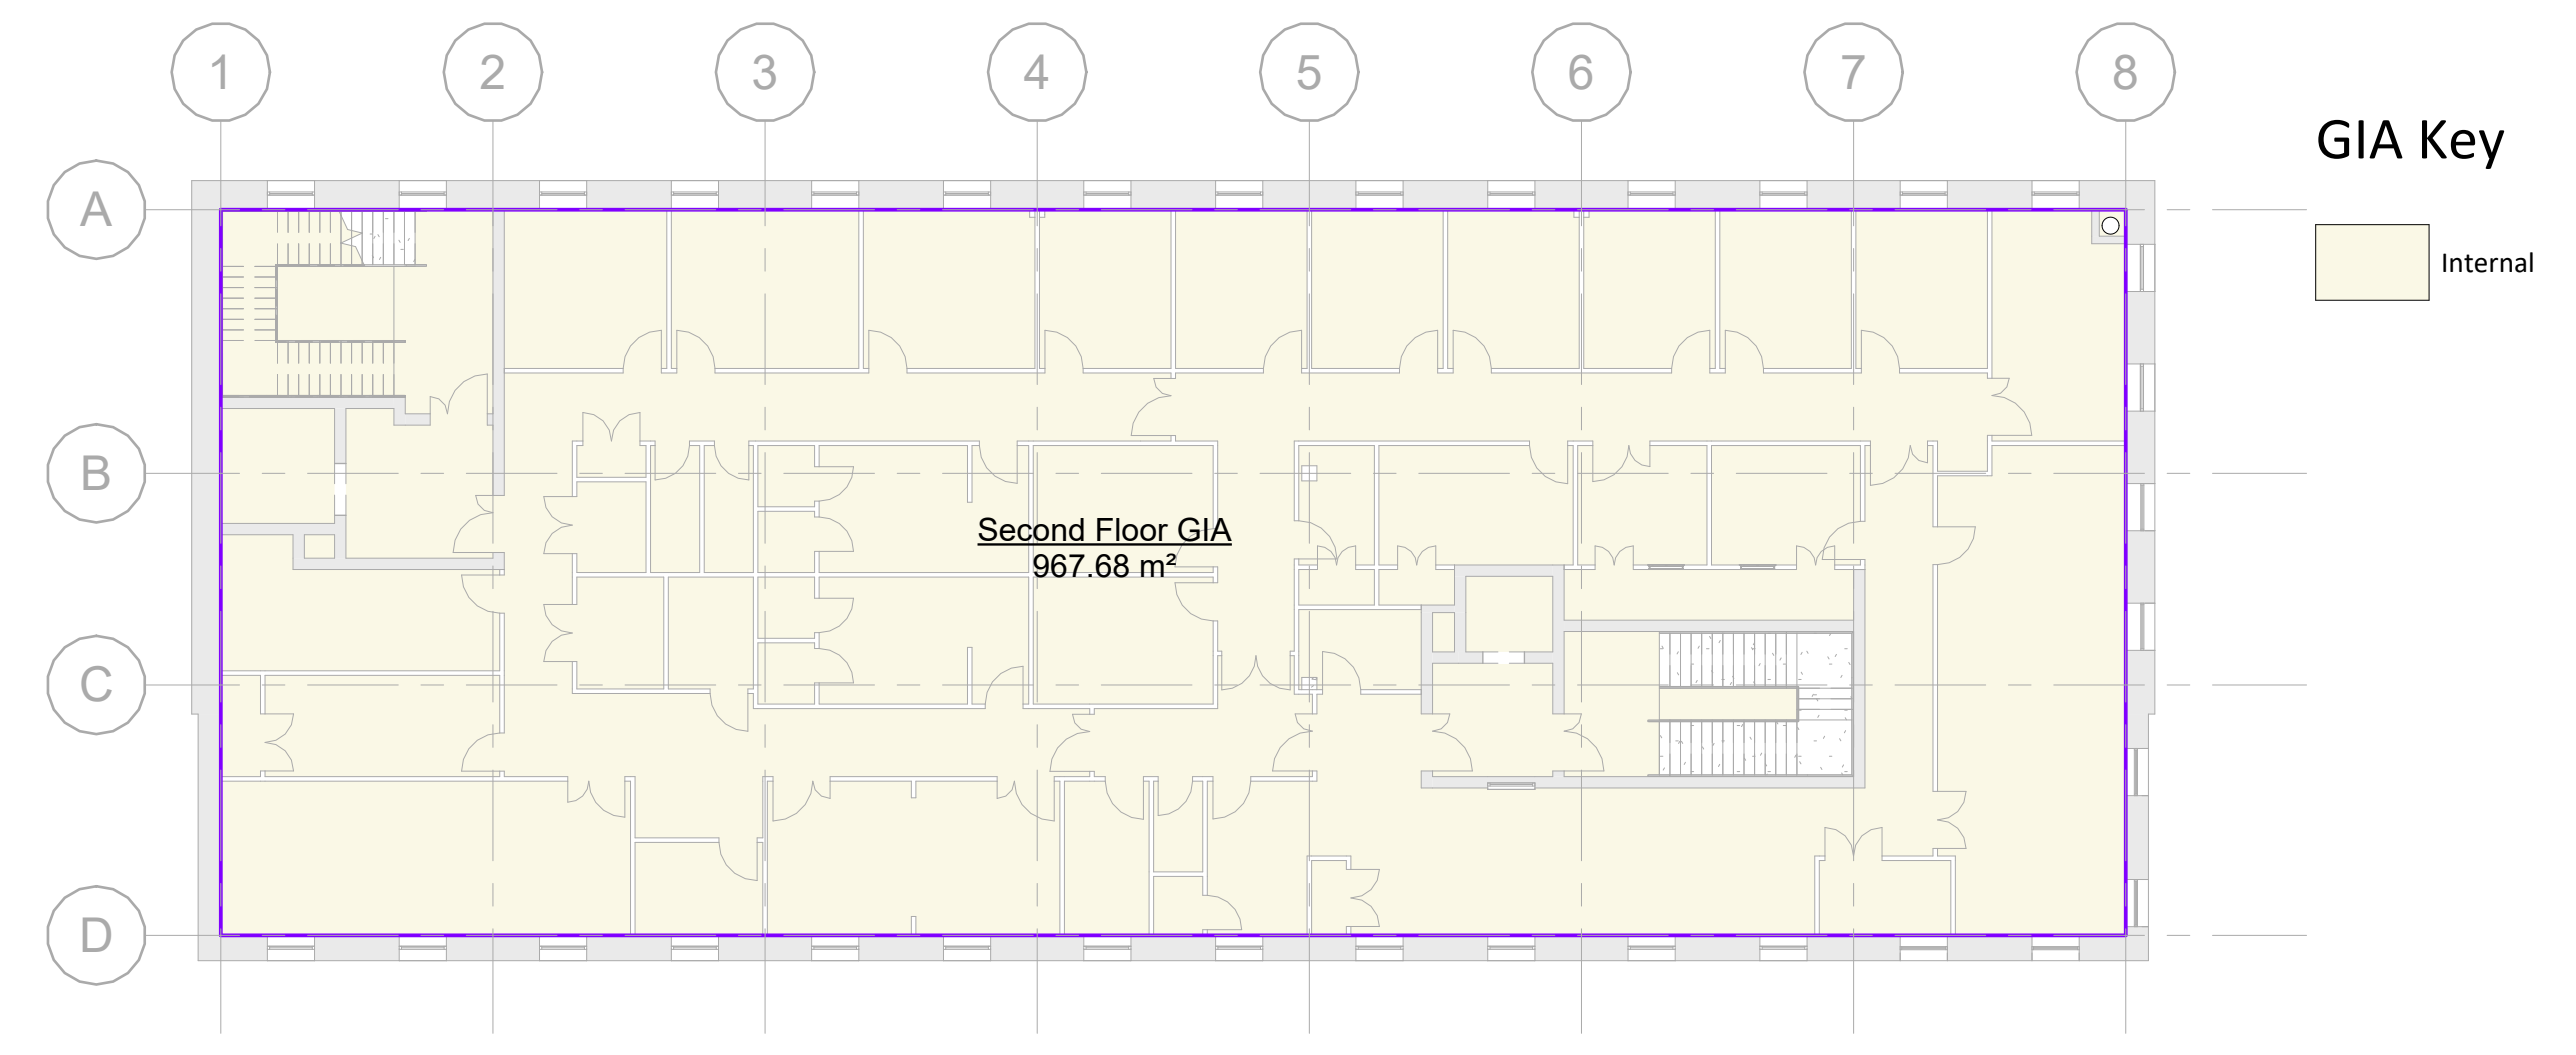 1 2 3 4 5 6 7 8
GIA Key
A
Internal
B
Second Floor GIA
967.68 m²
C
D